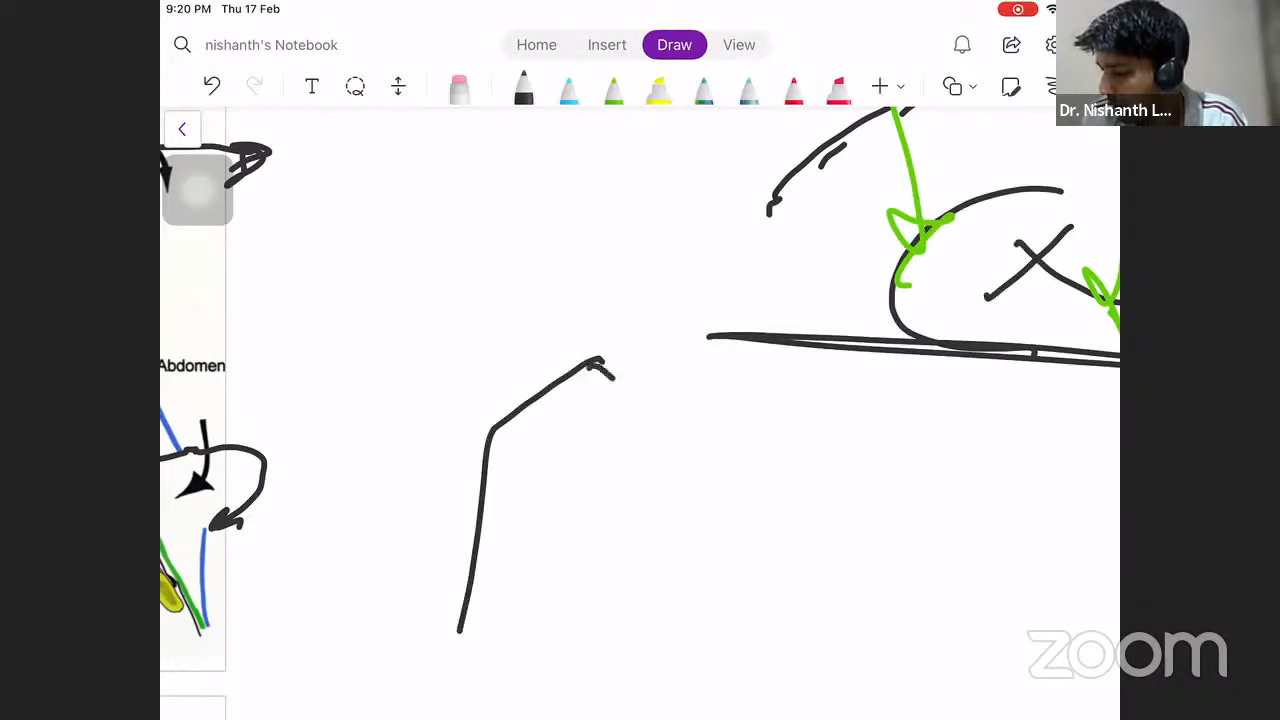 9:20 PM Thu 17 Feb
nishanth's Notebook
Home Insert Draw View
T
Dr. Nishanth L...
Abdomen
zoom